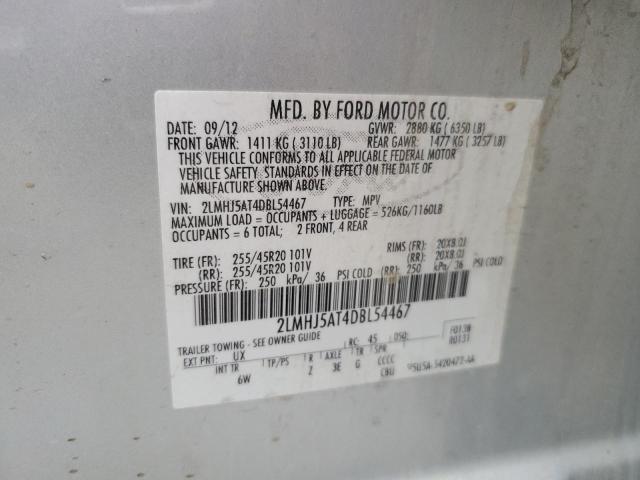 MFD. BY FORD MOTOR CO.
DATE: 09/12 GVWR: 2880 KG ( 6350 LB)
FRONT GAWR: 1411 KG ( 3110 LB) REAR GAWR: 1477 KG ( 3257 LB)
THIS VEHICLE CONFORMS TO ALL APPLICABLE FEDERAL MOTOR
VEHICLE SAFETY STANDARDS IN EFFECT ON THE DATE OF
MANUFACTURE SHOWN ABOVE.
VIN: 2LMHJ5AT4DBL54467 TYPE: MPV
MAXIMUM LOAD = OCCUPANTS + LUGGAGE = 526KG/1160LB
OCCUPANTS = 6 TOTAL; 2 FRONT, 4 REAR
TIRE (FR): 255/45R20 101V RIMS (FR): 20X8.0J
(RR): 255/45R20 101V (RR): 20X8.0J
PRESSURE (FR): 250 kPa/ 36 PSI COLD (RR): 250 kPa/ 36 PSI COLD
2LMHJ5AT4DBL54467
TRAILER TOWING - SEE OWNER GUIDE RC: 45 DSO: F0138
EXT PNT: UX R0131
INT TR TP/PS R AXLE TR SPR
6W 2 3E G CCCC
CBU